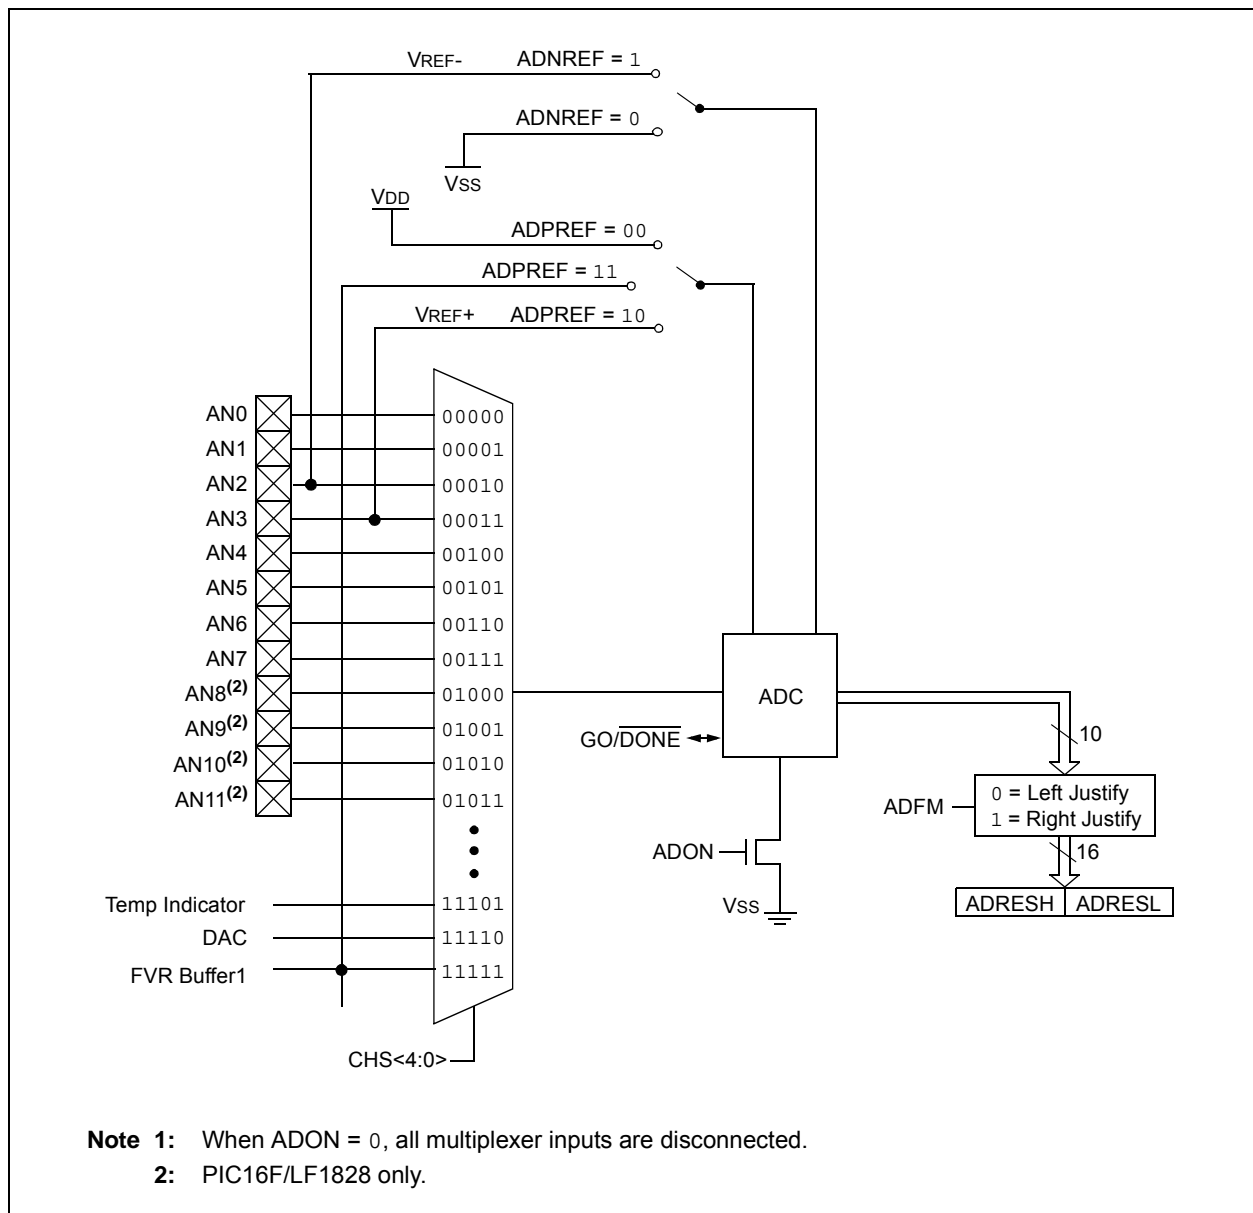 VREF- ADNREF = 1
ADNREF = 0
VSS
VDD
ADPREF = 00
ADPREF = 11
VREF+ ADPREF = 10
AN0 00000
AN1 00001
AN2 00010
AN3 00011
AN4 00100
AN5 00101
AN6 00110
AN7 00111
AN8(2) 01000
ADC
AN9(2) 01001
GO/DONE
10
AN10(2) 01010
AN11(2) 01011
ADFM
0 = Left Justify
1 = Right Justify
ADON
16
Temp Indicator 11101
VSS
ADRESH ADRESL
DAC 11110
FVR Buffer1 11111
CHS<4:0>
Note 1: When ADON = 0, all multiplexer inputs are disconnected.
2: PIC16F/LF1828 only.